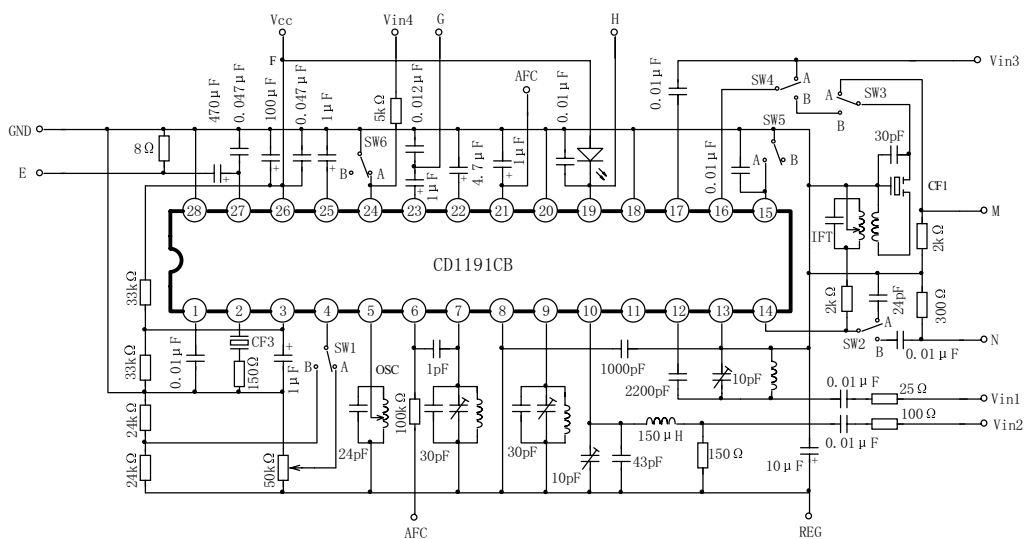 Vcc
Vin4
G
H
F
Vin3
AFC
SW4
A
B
A
B
SW3
470μF
0.047μF
100μF
0.047μF
1μF
5kΩ
0.012μF
0.01μF
0.01μF
GND
8Ω
E
SW6
B
A
1μF
4.7μF
1μF
0.01μF
SW5
A
B
30pF
CF1
28
27
26
25
24
23
22
21
20
19
18
17
16
15
M
IFT
2kΩ
CD1191CB
33kΩ
2kΩ
24pF
300Ω
1
2
3
4
5
6
7
8
9
10
11
12
13
14
SW2
A
B
0.01μF
N
33kΩ
0.01μF
CF3
150Ω
1μF
SW1
B
A
OSC
1pF
1000pF
2200pF
10pF
24kΩ
24pF
100kΩ
30pF
30pF
150μH
0.01μF
25Ω
Vin1
100Ω
Vin2
0.01μF
24kΩ
50kΩ
10pF
43pF
150Ω
10μF
AFC
REG